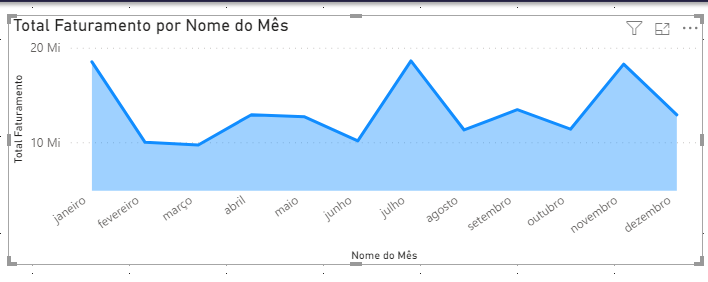 Total Faturamento por Nome do Mês
20 Mi
10 Mi
Total Faturamento
janeiro
fevereiro
março
abril
maio
junho
julho
agosto
setembro
outubro
novembro
dezembro
Nome do Mês